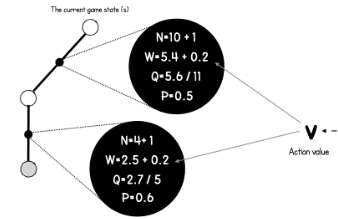 The current game state (s)
N=10 + 1
W=5.4 + 0.2
Q=5.6 / 11
P=0.5
V
Action value
N=4+ 1
W=2.5 + 0.2
Q=2.7 / 5
P=0.6